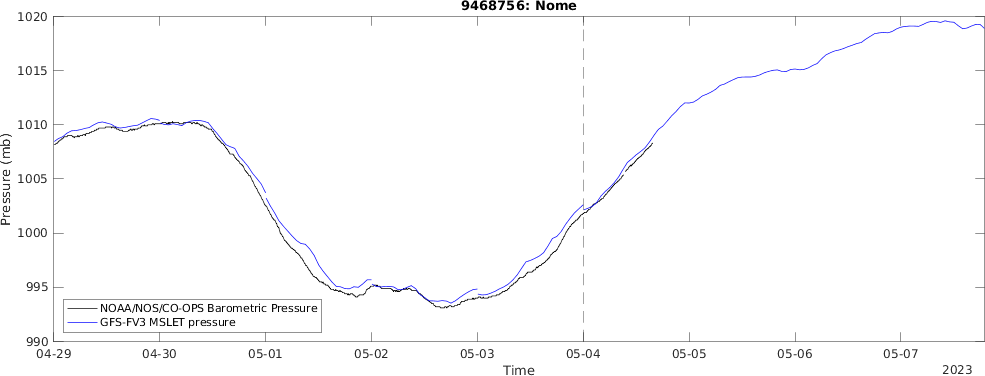 9468756: Nome
1020
1015
1010
1005
1000
995
990
Pressure (mb)
NOAA/NOS/CO-OPS Barometric Pressure
GFS-FV3 MSLET pressure
04-29 04-30 05-01 05-02 05-03 05-04 05-05 05-06 05-07
Time
2023